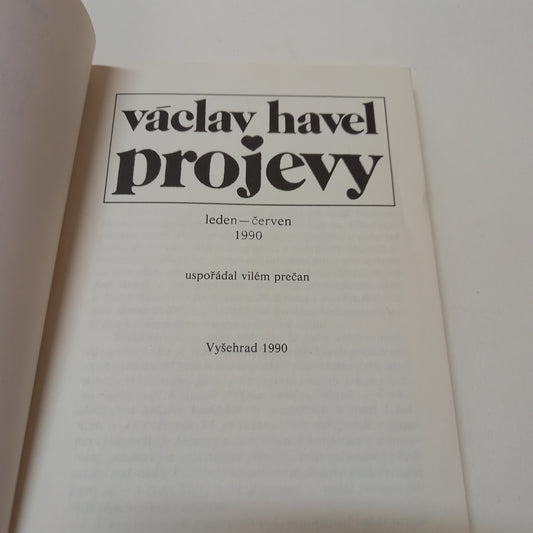 václav havel
projevy
leden—červen
1990
uspořádal vilém prečan
Vyšehrad 1990